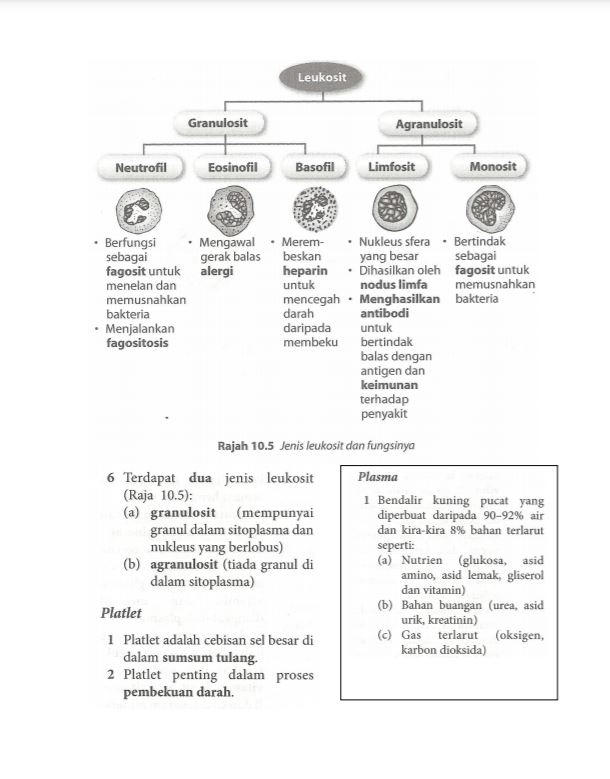 Leukosit
Granulosit
Agranulosit
Neutrofil
Eosinofil
Basofil
Limfosit
Monosit
• Berfungsi
sebagai
fagosit untuk
menelan dan
memusnahkan
bakteria
• Menjalankan
fagositosis
• Mengawal
gerak balas
alergi
• Merem-
beskan
heparin
untuk
mencegah
darah
daripada
membeku
• Nukleus sfera
yang besar
• Dihasilkan oleh
nodus limfa
• Menghasilkan
antibodi
untuk
bertindak
balas dengan
antigen dan
keimunan
terhadap
penyakit
• Bertindak
sebagai
fagosit untuk
memusnahkan
bakteria
Rajah 10.5 Jenis leukosit dan fungsinya
6 Terdapat dua jenis leukosit
(Raja 10.5):
(a) granulosit (mempunyai
granul dalam sitoplasma dan
nukleus yang berlobus)
(b) agranulosit (tiada granul di
dalam sitoplasma)
Platlet
1 Platlet adalah cebisan sel besar di
dalam sumsum tulang.
2 Platlet penting dalam proses
pembekuan darah.
Plasma
1 Bendalir kuning pucat yang
diperbuat daripada 90–92% air
dan kira-kira 8% bahan terlarut
seperti:
(a) Nutrien (glukosa, asid
amino, asid lemak, gliserol
dan vitamin)
(b) Bahan buangan (urea, asid
urik, kreatinin)
(c) Gas terlarut (oksigen,
karbon dioksida)